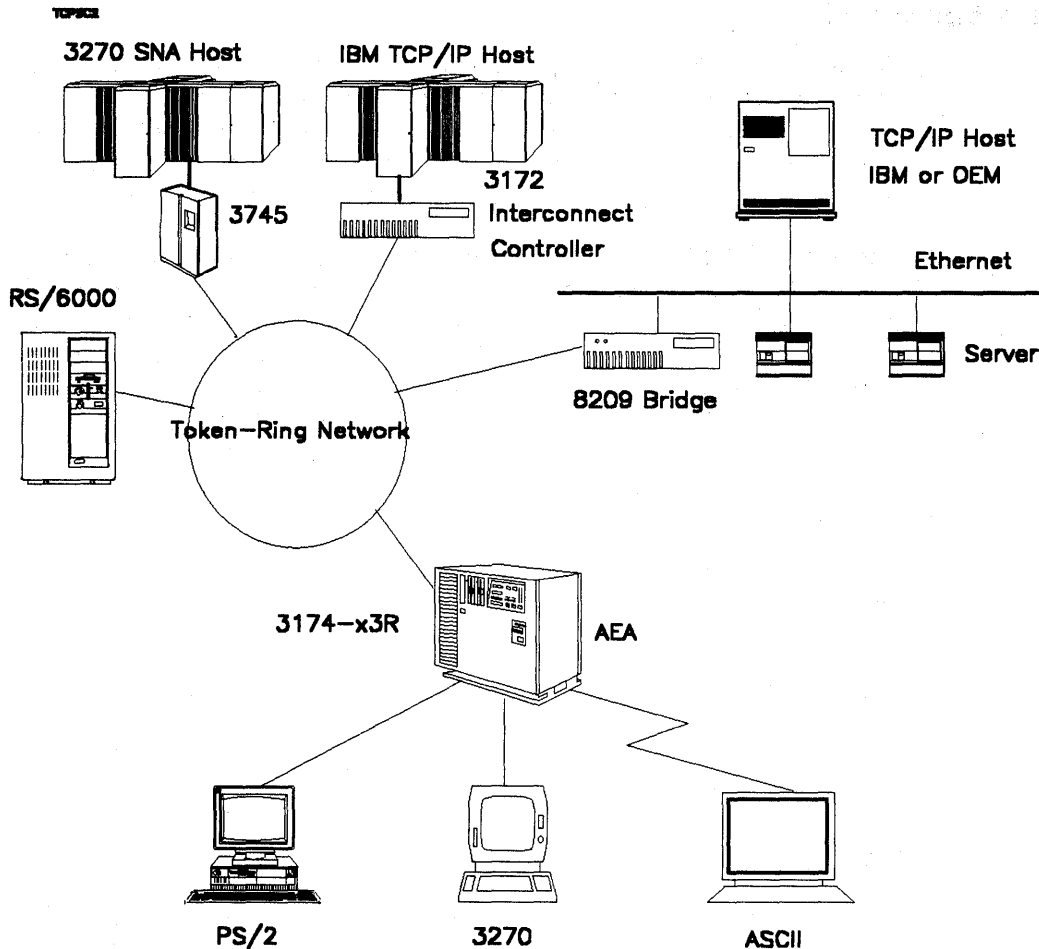 TCPSC2
3270 SNA Host
IBM TCP/IP Host
TCP/IP Host
IBM or OEM
3745
3172
Interconnect
Controller
Ethernet
RS/6000
Server
8209 Bridge
Token-Ring Network
3174-x3R
AEA
PS/2
3270
ASCII